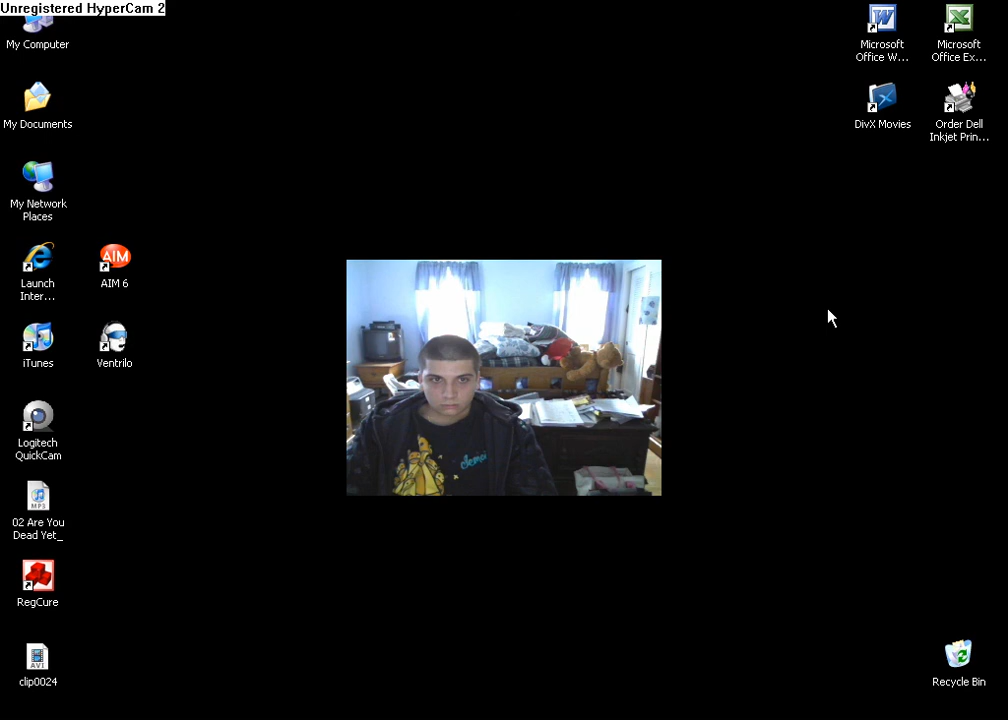 Unregistered HyperCam 2
My Computer
My Documents
My Network
Places
Launch
Inter...
AIM
AIM 6
iTunes
Ventrilo
Logitech
QuickCam
MP3
02 Are You
Dead Yet_
RegCure
AVI
clip0024
Microsoft
Office W...
Microsoft
Office Ex...
DivX Movies
Order Dell
Inkjet Prin...
Recycle Bin